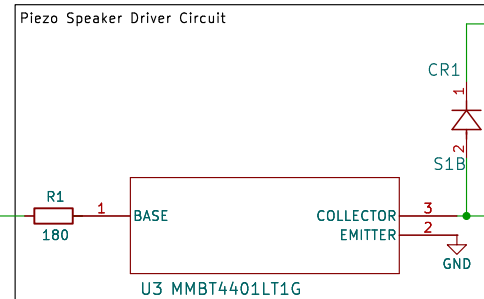 Piezo Speaker Driver Circuit
CR1
1
2
S1B
R1
180
1
BASE
COLLECTOR
3
EMITTER
2
GND
U3 MMBT4401LT1G